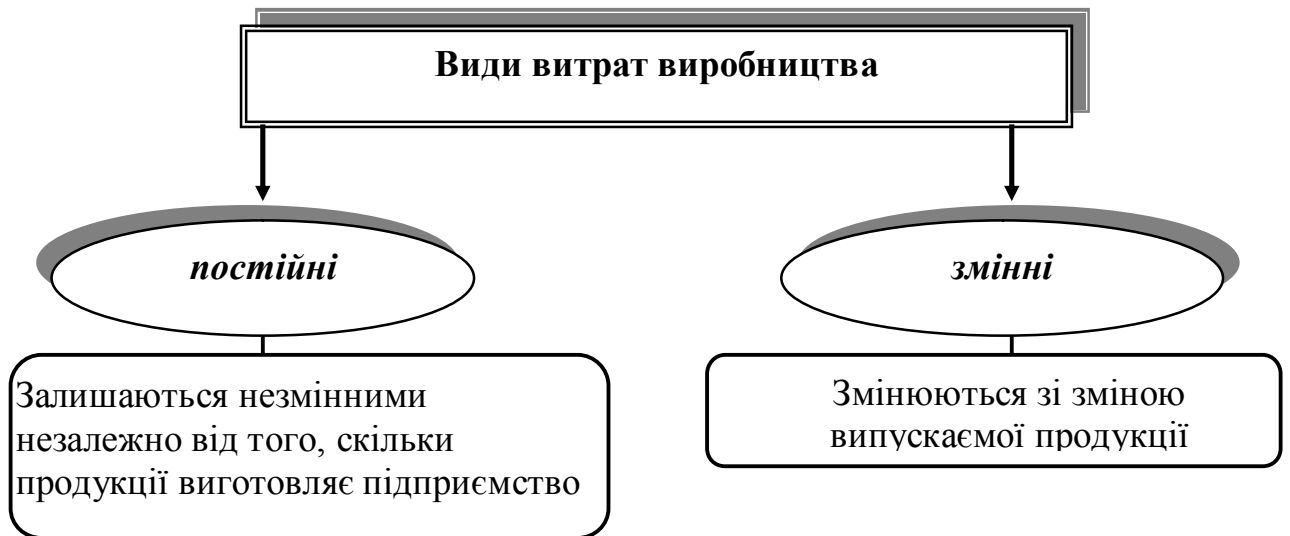 Види витрат виробництва
постійні
змінні
Залишаються незмінними
незалежно від того, скільки
продукції виготовляє підприємство
Змінюються зі зміною
випускаємої продукції